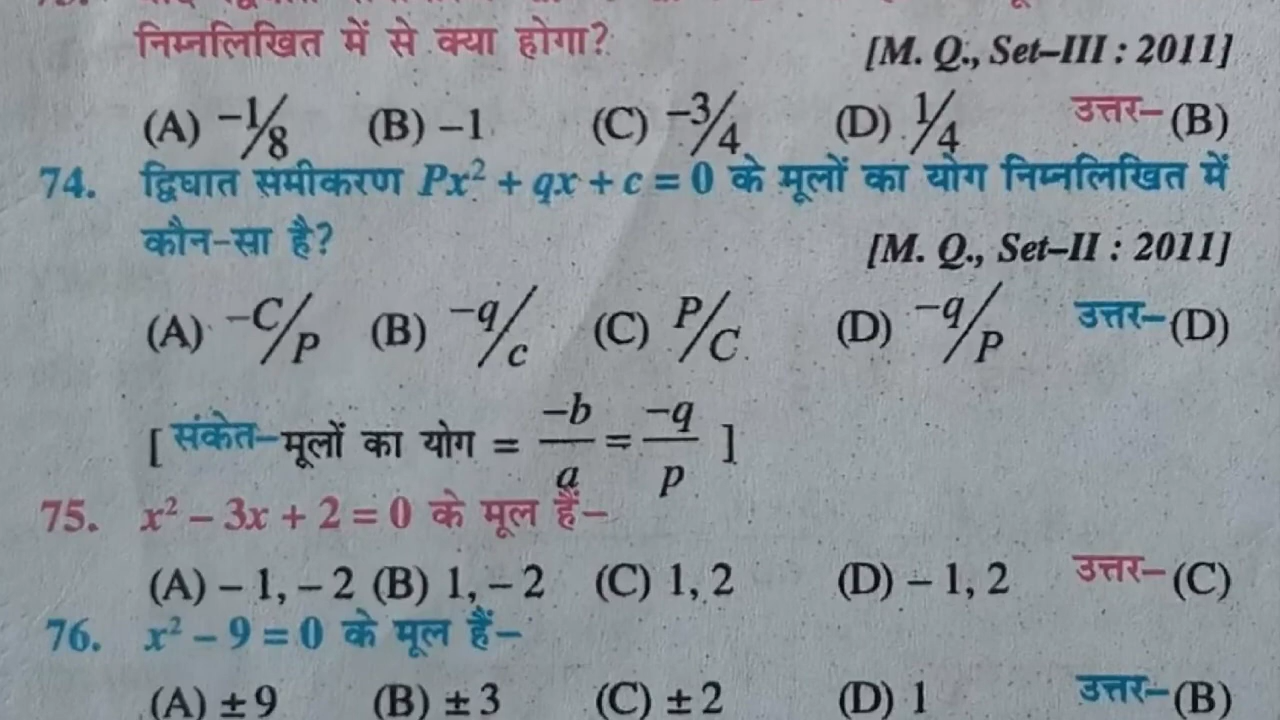 निम्नलिखित में से क्या होगा? [M. Q., Set–III : 2011]
(A) –1/8 (B) –1 (C) –3/4 (D) 1/4 उत्तर– (B)
74. द्विघात समीकरण Px² + qx + c = 0 के मूलों का योग निम्नलिखित में
कौन-सा है? [M. Q., Set–II : 2011]
(A) –C/P (B) –q/c (C) P/C (D) –q/P उत्तर– (D)
[ संकेत–मूलों का योग = –b/a = –q/p ]
75. x² – 3x + 2 = 0 के मूल हैं–
(A) – 1, – 2 (B) 1, – 2 (C) 1, 2 (D) – 1, 2 उत्तर– (C)
76. x² – 9 = 0 के मूल हैं–
(A) ± 9 (B) ± 3 (C) ± 2 (D) 1 उत्तर– (B)